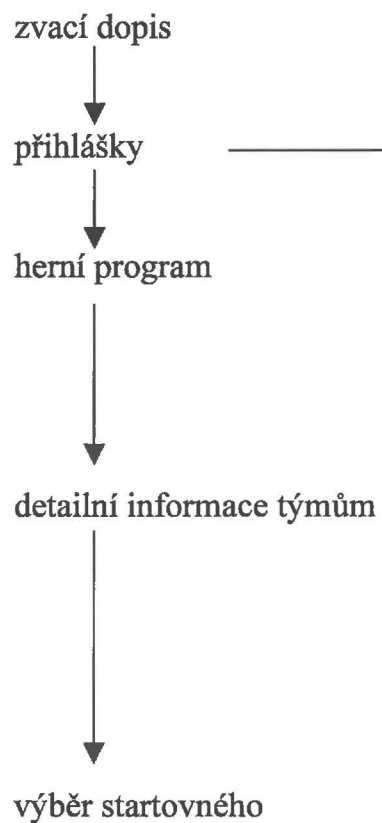 zvací dopis
přihlášky
herní program
detailní informace týmům
výběr startovného